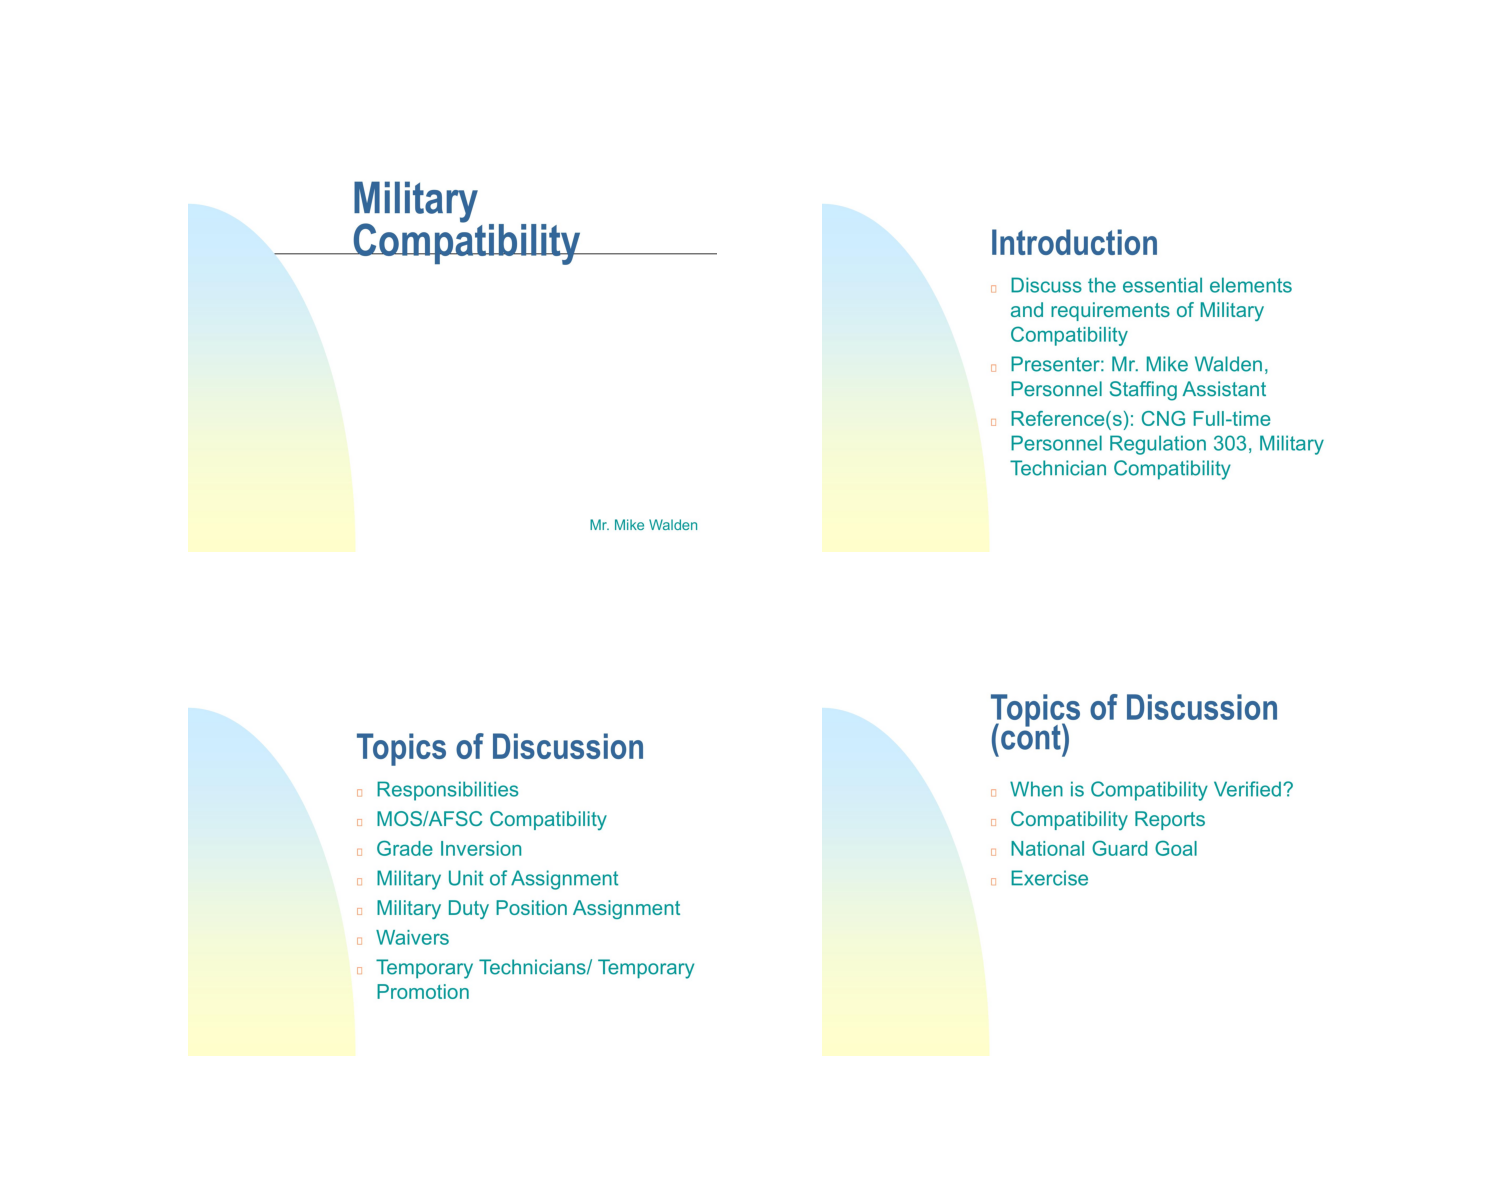 Military
Compatibility
Mr. Mike Walden
Introduction
Discuss the essential elements
and requirements of Military
Compatibility
Presenter: Mr. Mike Walden,
Personnel Staffing Assistant
Reference(s): CNG Full-time
Personnel Regulation 303, Military
Technician Compatibility
Topics of Discussion
Responsibilities
MOS/AFSC Compatibility
Grade Inversion
Military Unit of Assignment
Military Duty Position Assignment
Waivers
Temporary Technicians/ Temporary
Promotion
Topics of Discussion
(cont)
When is Compatibility Verified?
Compatibility Reports
National Guard Goal
Exercise